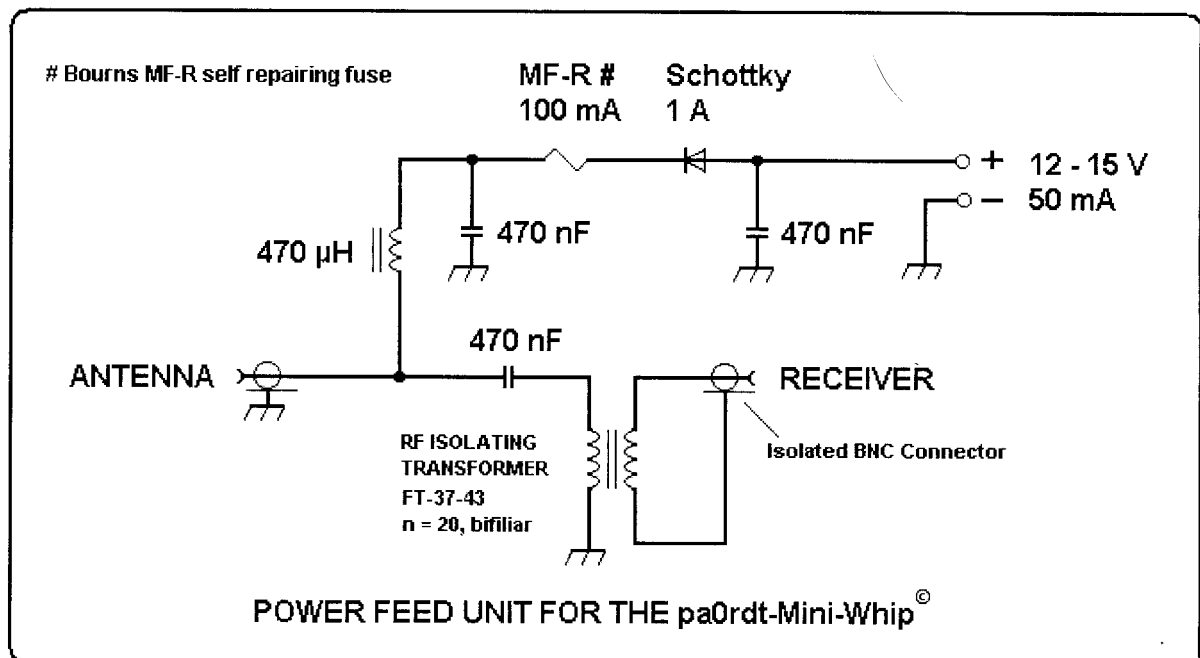 # Bourns MF-R self repairing fuse
MF-R #
100 mA
Schottky
1 A
+ 12 - 15 V
− 50 mA
470 nF
470 nF
470 µH
470 nF
ANTENNA
RECEIVER
Isolated BNC Connector
RF ISOLATING
TRANSFORMER
FT-37-43
n = 20, bifiliar
POWER FEED UNIT FOR THE pa0rdt-Mini-Whip©